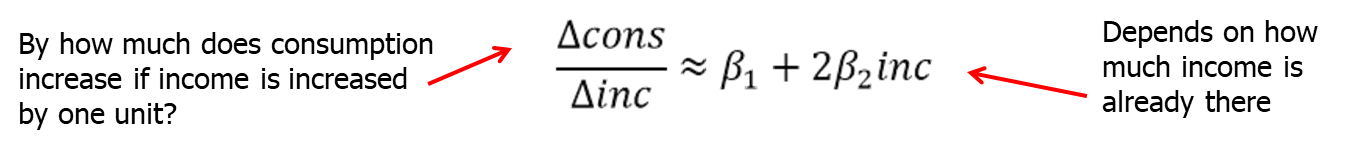 By how much does consumption
increase if income is increased
by one unit?
Δcons
Δinc
≈ β₁ + 2β₂inc
Depends on how
much income is
already there